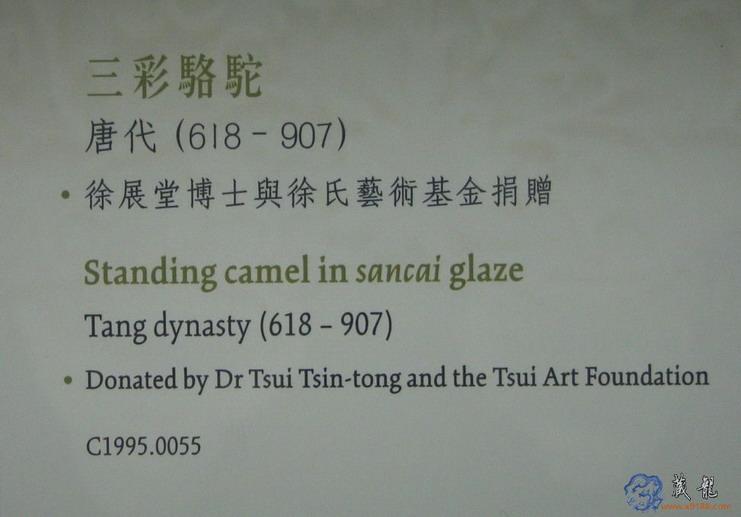 三彩駱駝
唐代 (618 – 907)
• 徐展堂博士與徐氏藝術基金捐贈
Standing camel in sancai glaze
Tang dynasty (618 – 907)
• Donated by Dr Tsui Tsin-tong and the Tsui Art Foundation
C1995.0055
藏龍